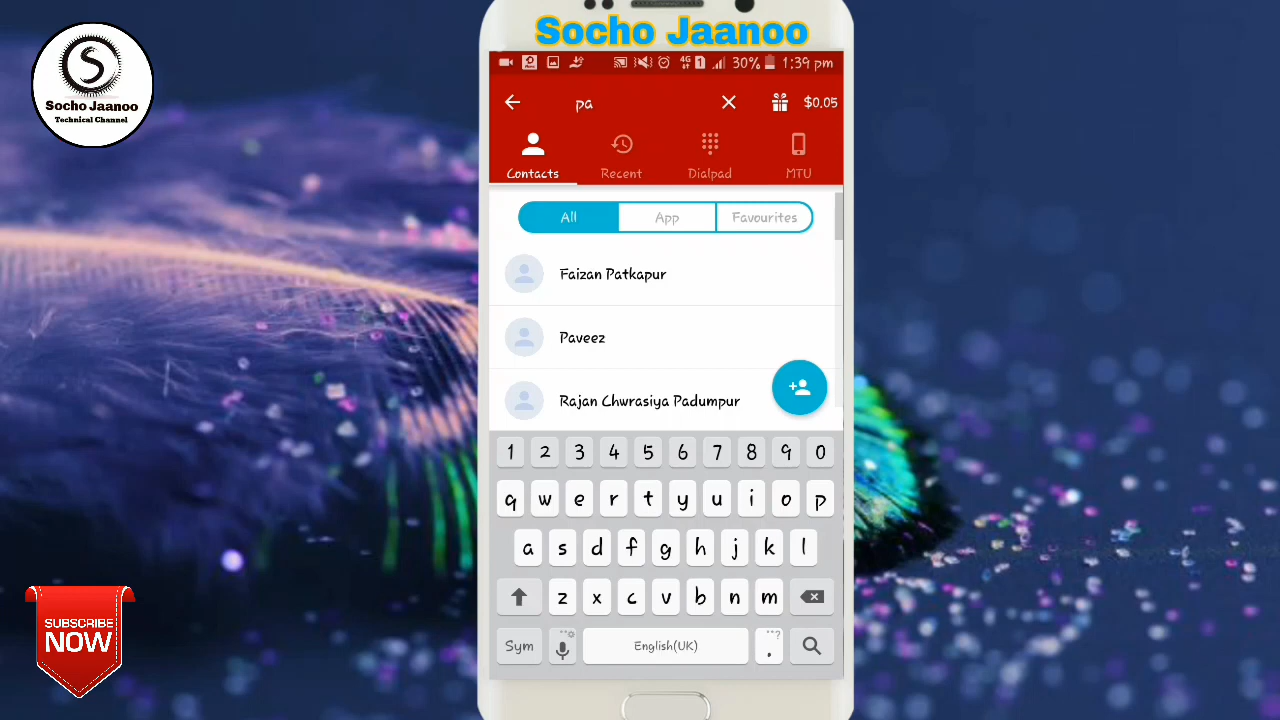 Socho Jaanoo
S
Socho Jaanoo
Technical Channel
4G 1 30% 1:39 pm
pa $0.05
Contacts Recent Dialpad MTU
All App Favourites
Faizan Patkapur
Paveez
Rajan Chwrasiya Padumpur
1 2 3 4 5 6 7 8 9 0
q w e r t y u i o p
a s d f g h j k l
z x c v b n m
Sym English(UK) . ?
SUBSCRIBE
NOW